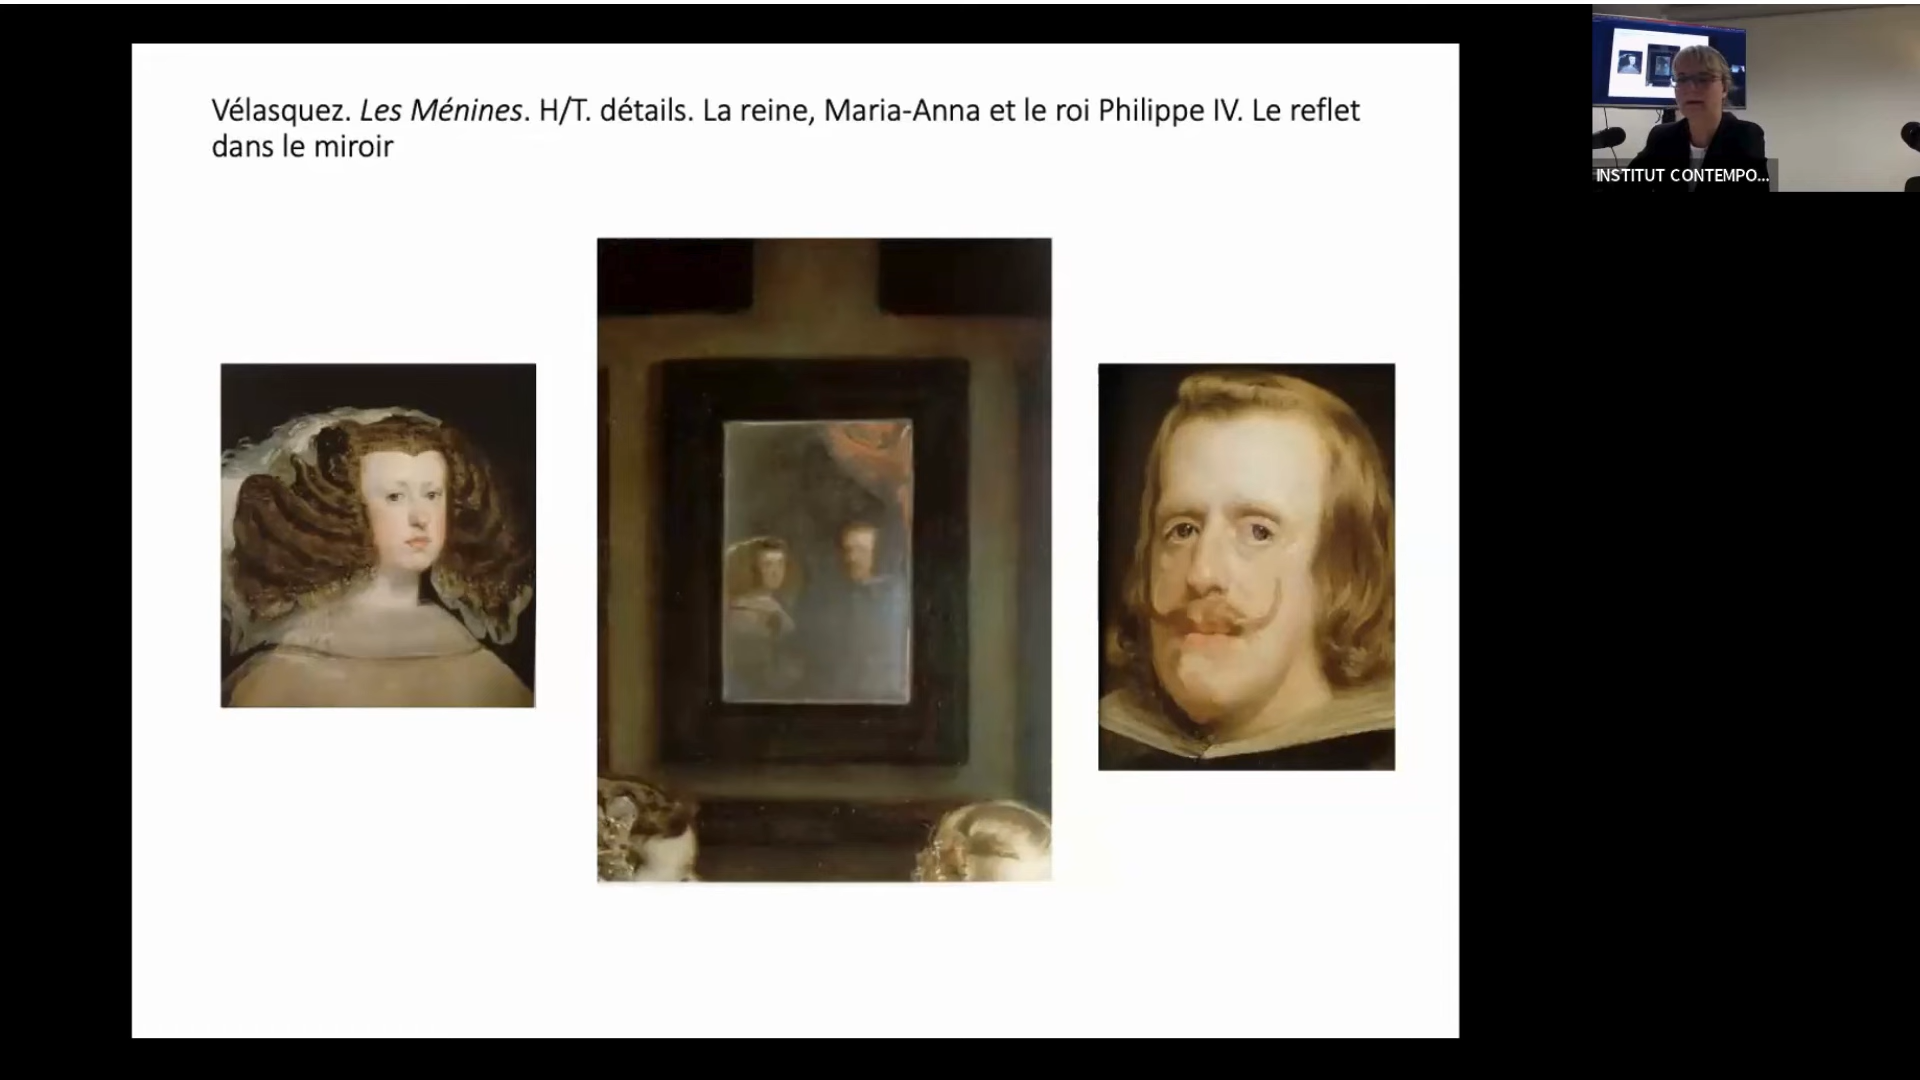 Vélasquez. Les Ménines. H/T. détails. La reine, Maria-Anna et le roi Philippe IV. Le reflet
dans le miroir
INSTITUT CONTEMPO...